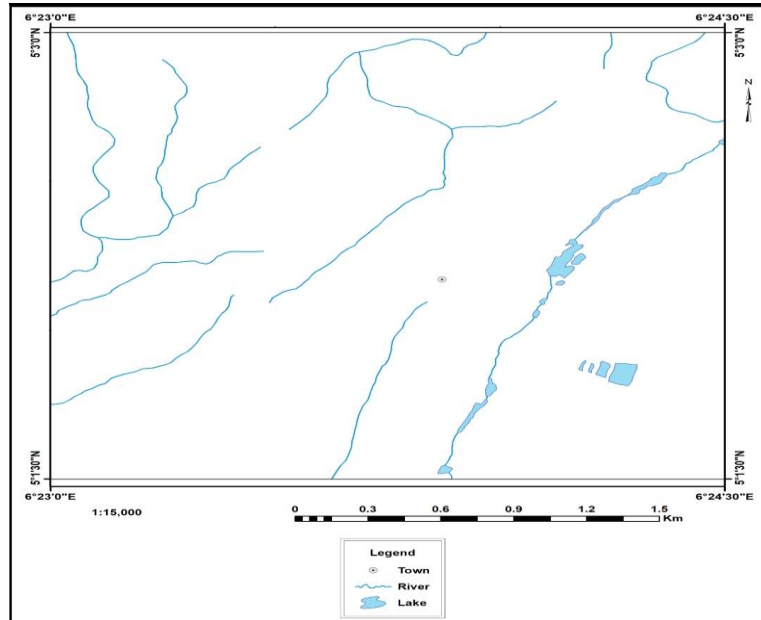 6°23'0"E 6°24'30"E
5°3'0"N 5°3'0"N
N
5°1'30"N 5°1'30"N
6°23'0"E 6°24'30"E
1:15,000
0 0.3 0.6 0.9 1.2 1.5
Km
Legend
Town
River
Lake